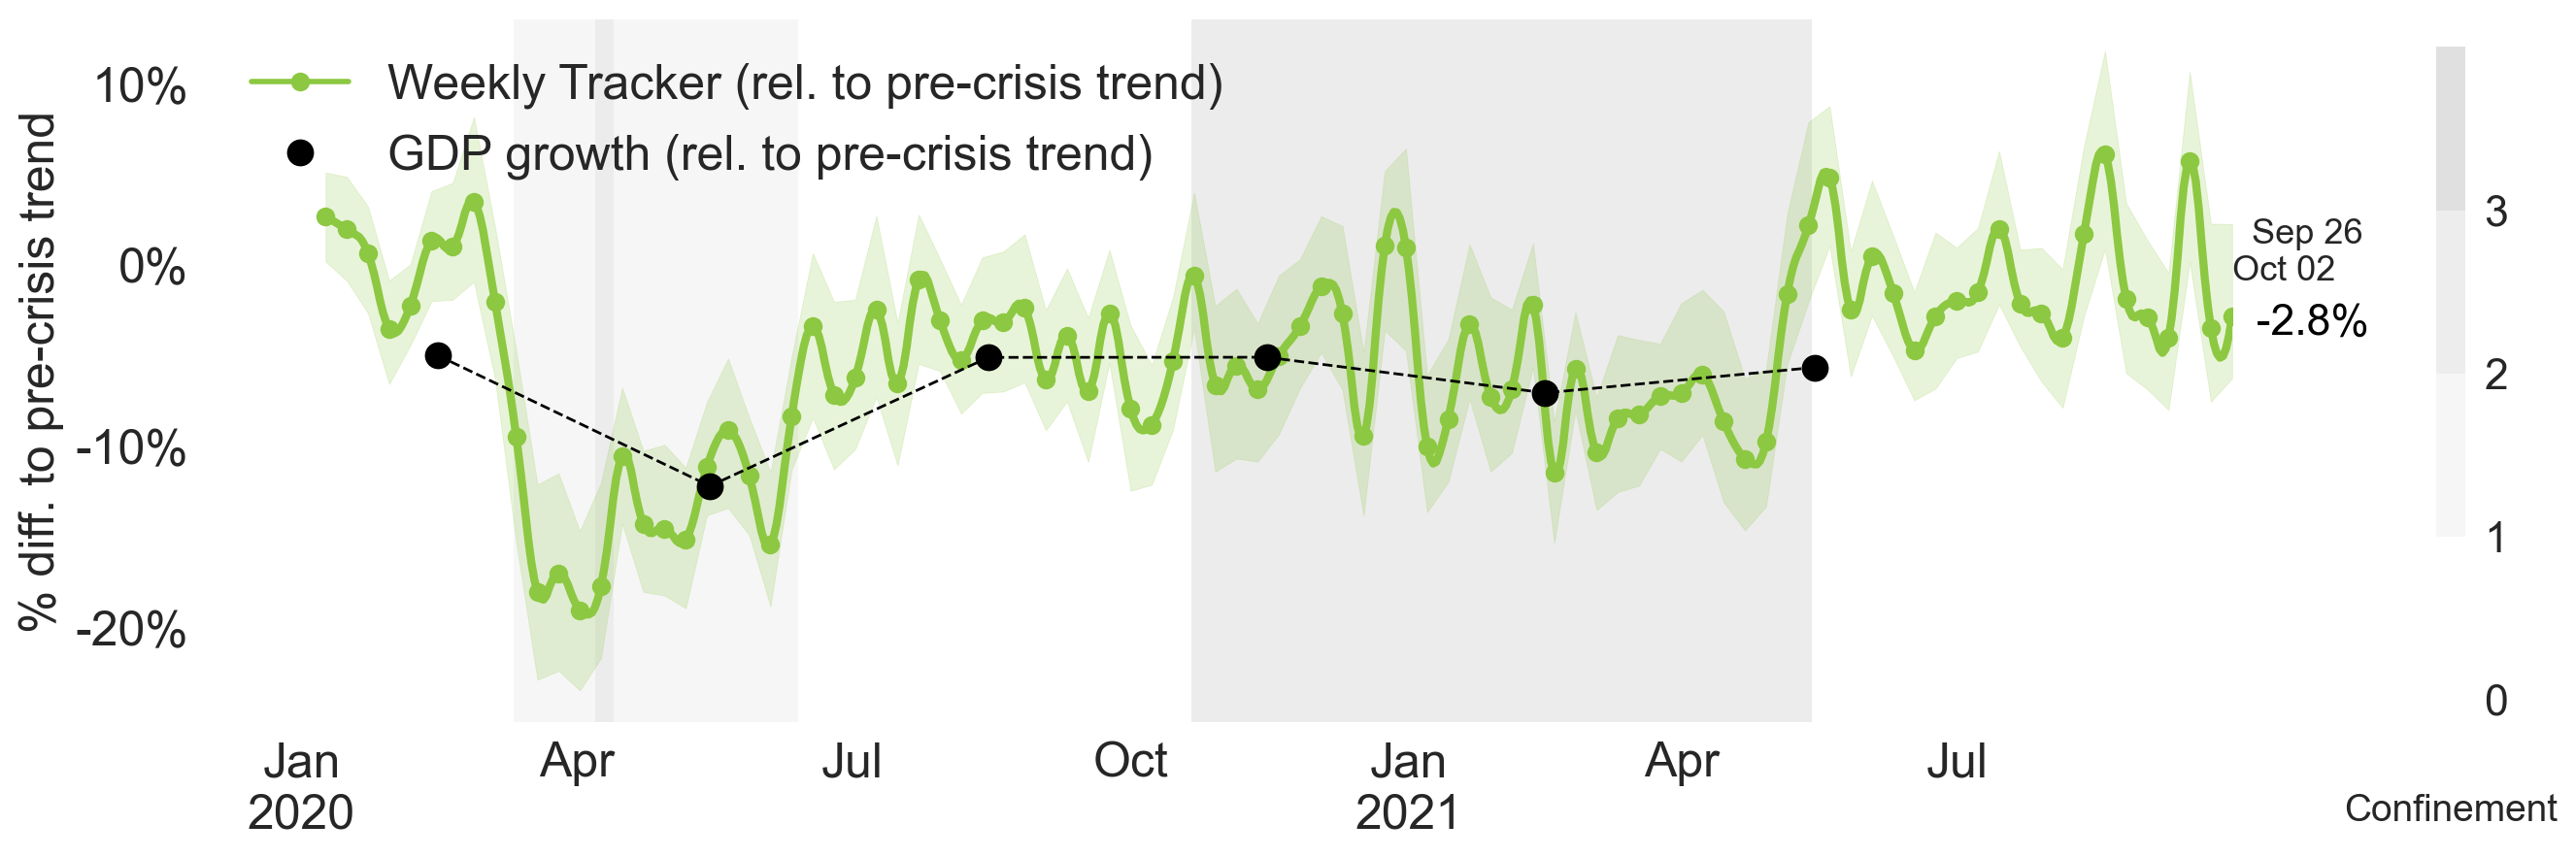 Weekly Tracker (rel. to pre-crisis trend)
GDP growth (rel. to pre-crisis trend)
% diff. to pre-crisis trend
10%
0%
-10%
-20%
Jan
2020
Apr
Jul
Oct
Jan
2021
Apr
Jul
Sep 26
Oct 02
-2.8%
3
2
1
0
Confinement